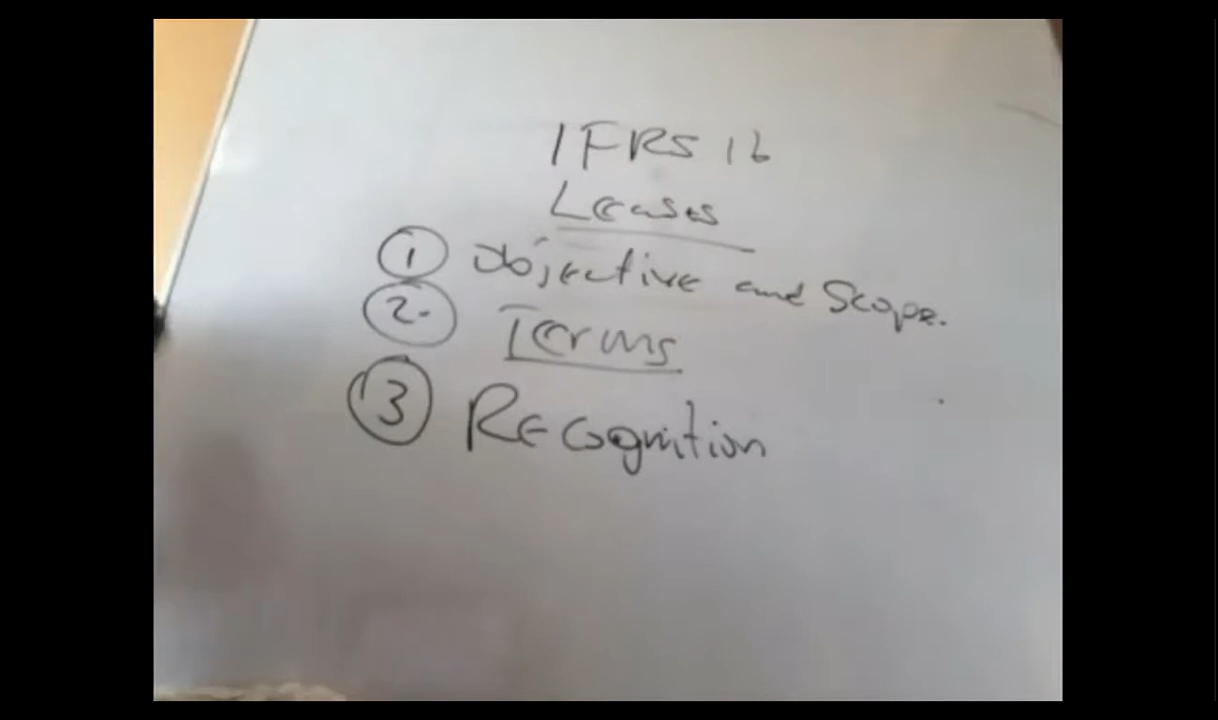 IFRS 16
Leases
① Objective and Scope.
② Terms
③ Recognition